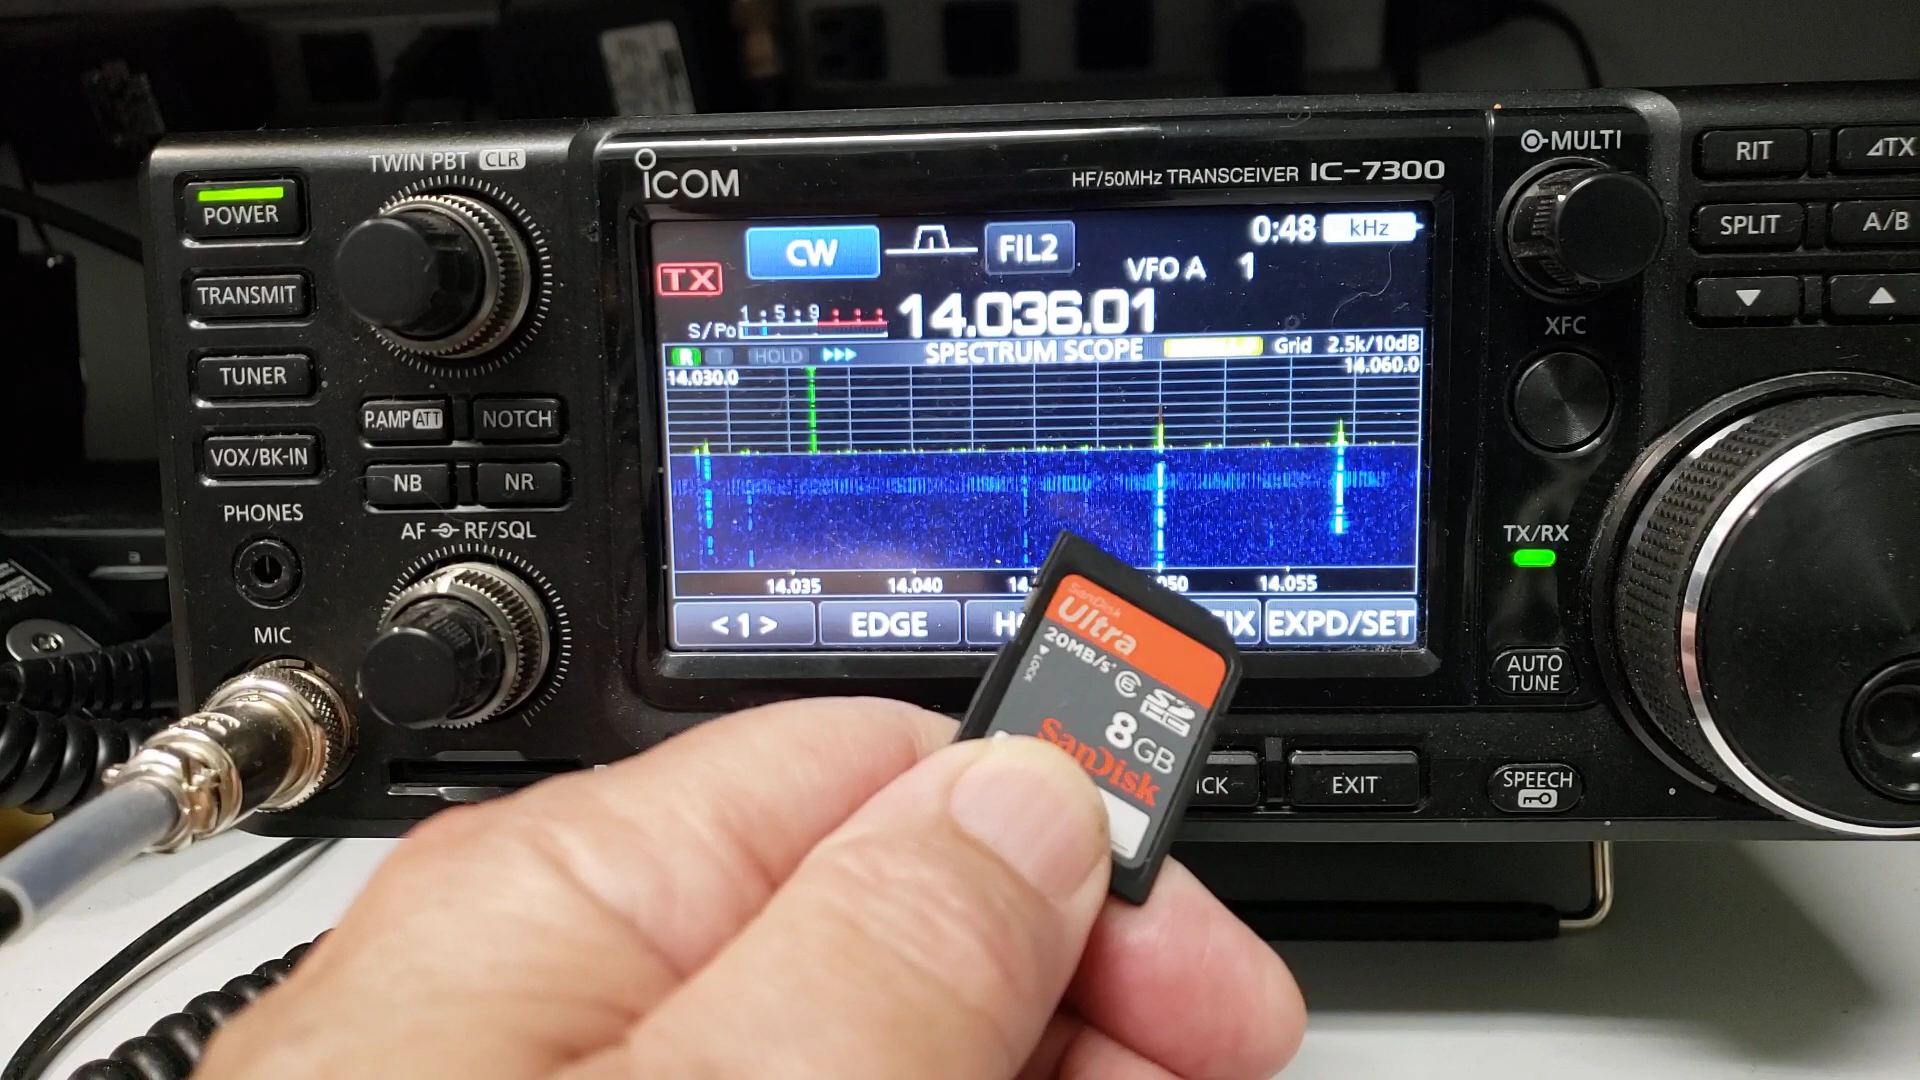 TWIN PBT CLR
POWER
TRANSMIT
TUNER
VOX/BK-IN
PHONES
MIC
P.AMP ATT
NOTCH
NB
NR
AF RF/SQL
ICOM
HF/50MHz TRANSCEIVER IC-7300
TX
CW
FIL2
0:48
kHz
VFO A 1
1 5 9
S/Po
14.036.01
R T HOLD
SPECTRUM SCOPE
Grid 2.5k/10dB
14.030.0
14.060.0
14.035
14.040
14.055
<1>
EDGE
EXPD/SET
MULTI
RIT
⊿TX
SPLIT
A/B
XFC
TX/RX
AUTO
TUNE
SPEECH
EXIT
SanDisk
Ultra
20MB/s
LOCK
6
8GB
SanDisk